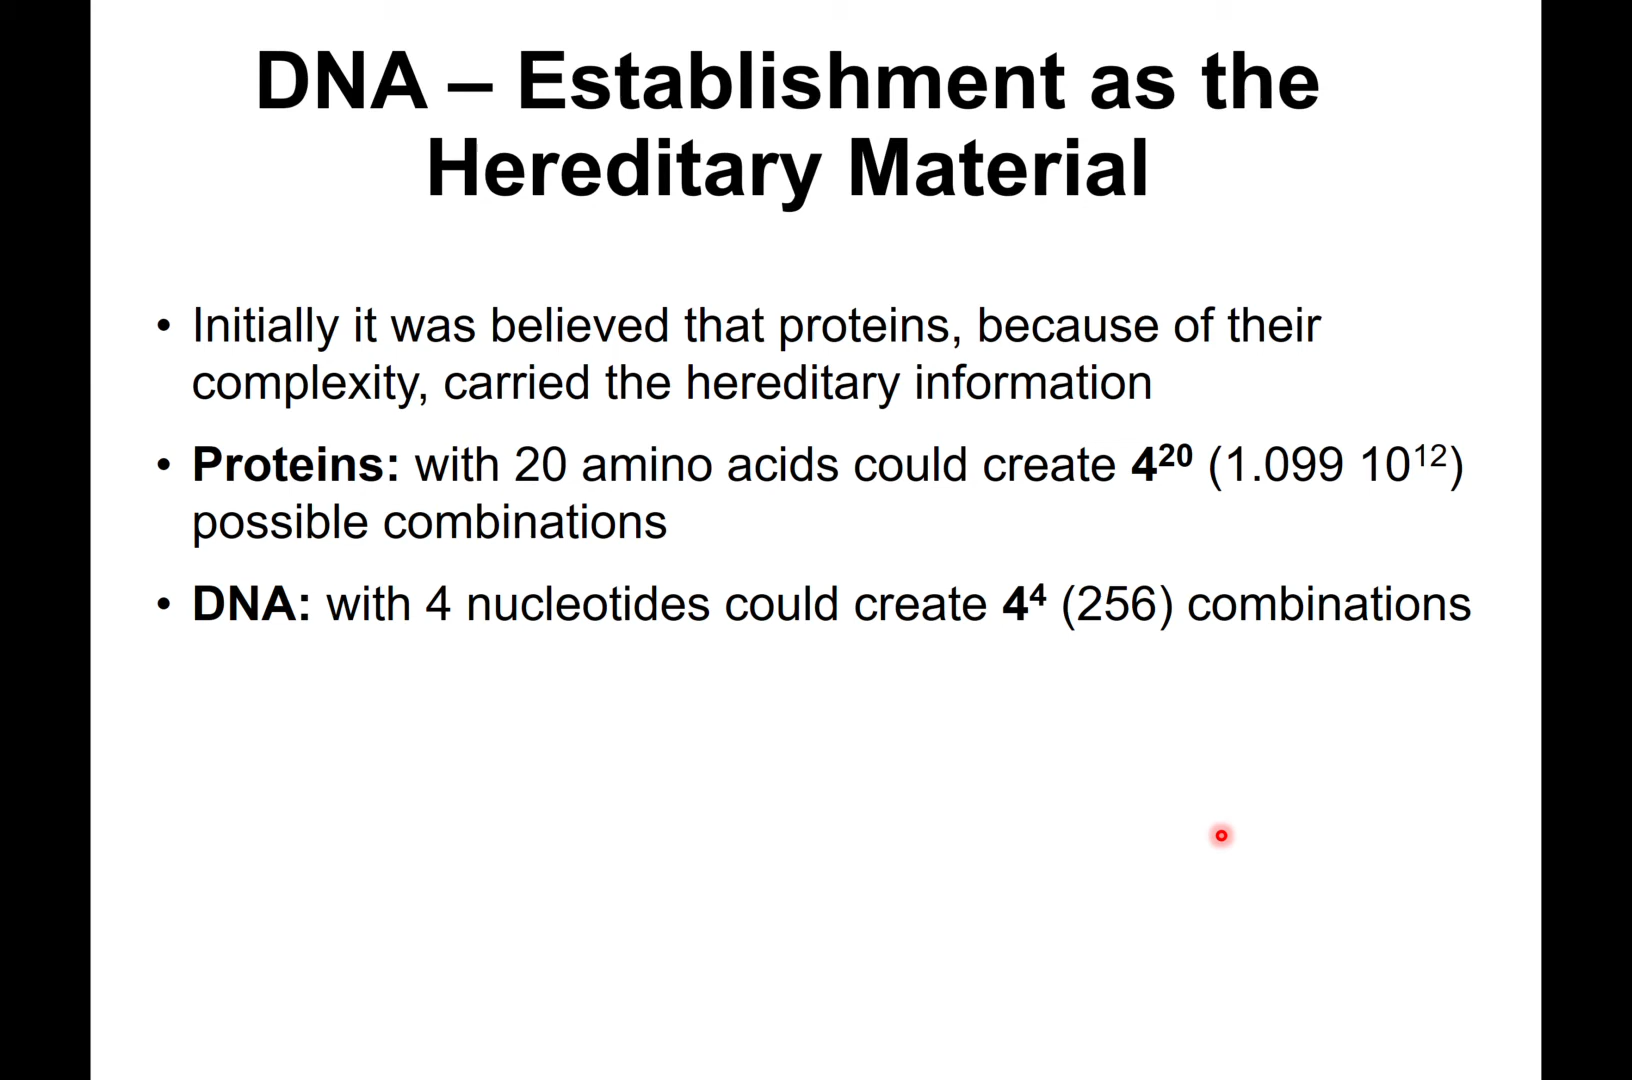 DNA – Establishment as the
Hereditary Material
• Initially it was believed that proteins, because of their
complexity, carried the hereditary information
• Proteins: with 20 amino acids could create 4²⁰ (1.099 10¹²)
possible combinations
• DNA: with 4 nucleotides could create 4⁴ (256) combinations